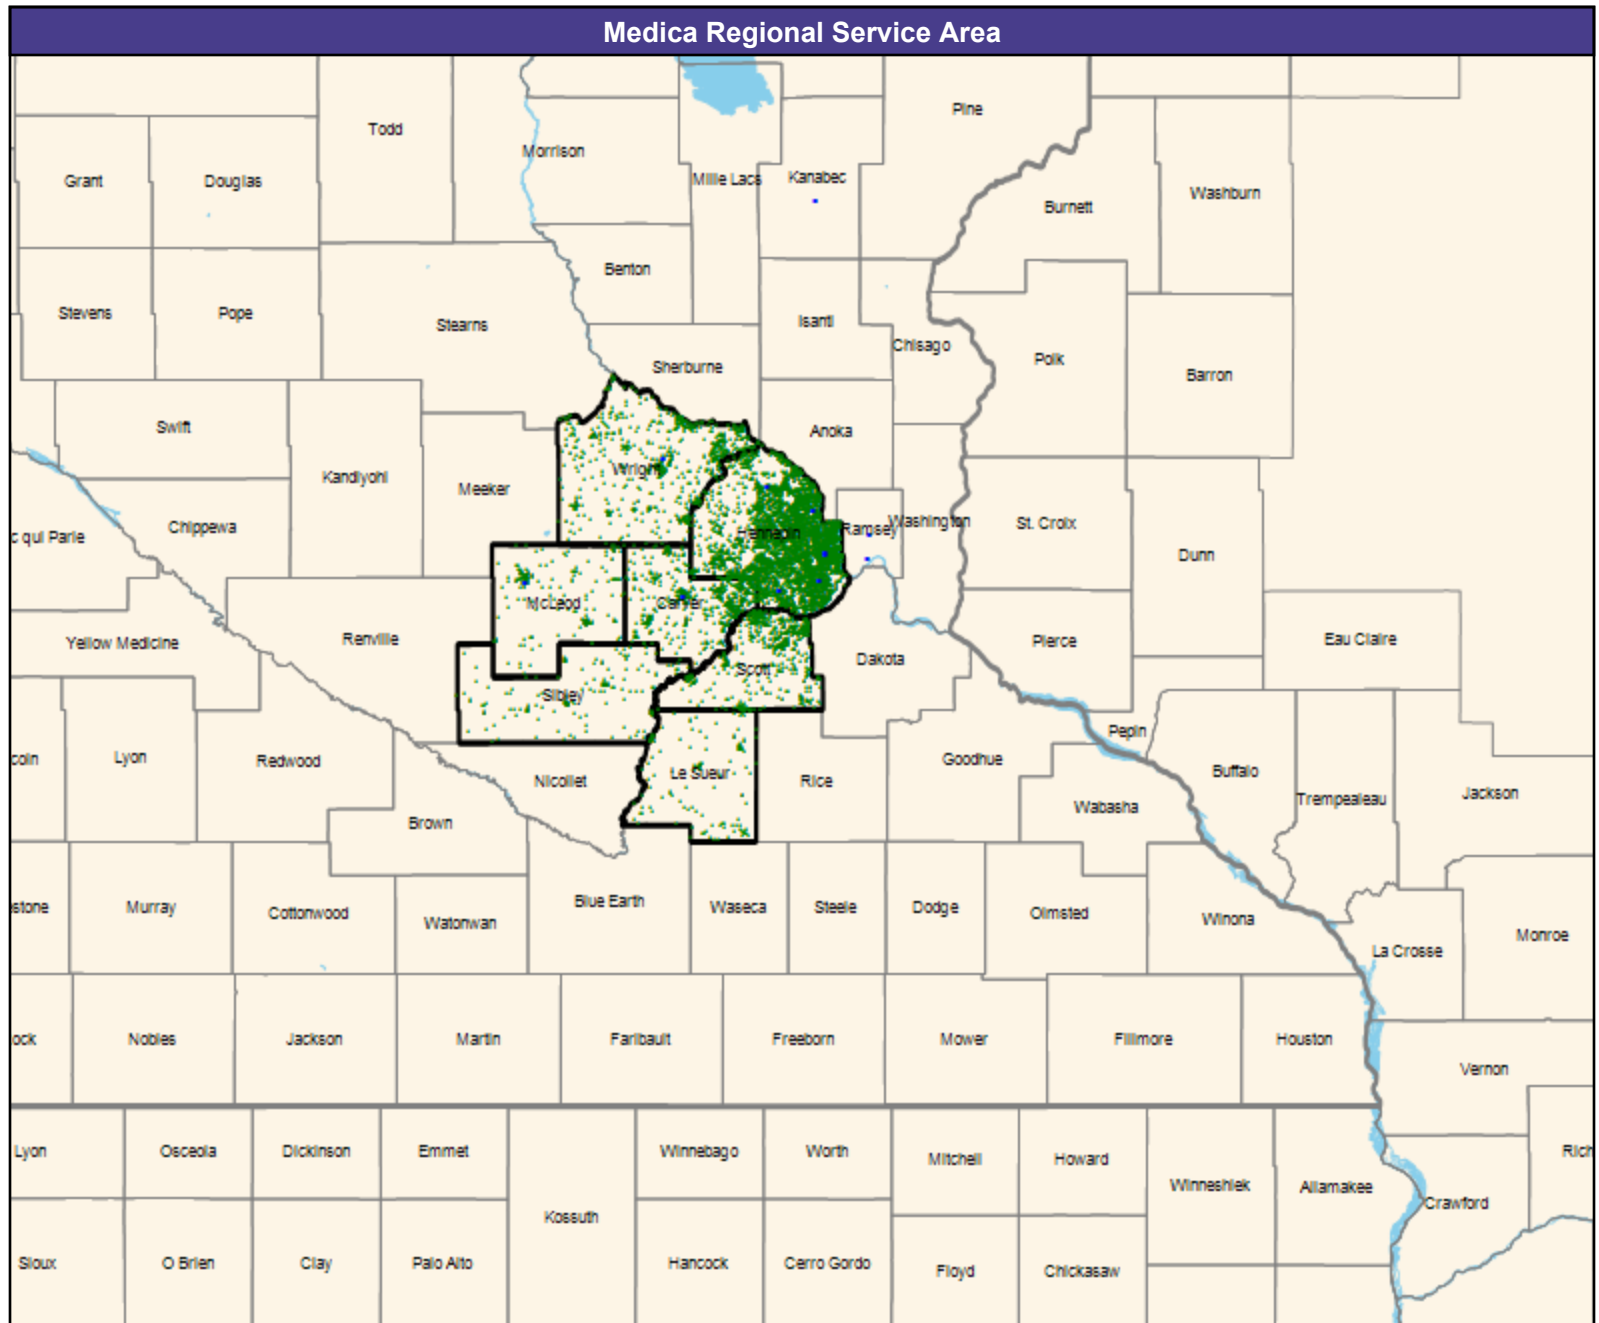 Medica Regional Service Area
Pine
Todd
Morrison
Mille Lacs
Kanabec
Grant
Douglas
Washburn
Burnett
Benton
Stevens
Pope
Stearns
Isanti
Chisago
Polk
Barron
Sherburne
Swift
Anoka
Kandiyohi
Wright
Meeker
Chippewa
c qui Parle
Hennepin
Ramsey
Washington
St. Croix
Dunn
McLeod
Carver
Yellow Medicine
Renville
Pierce
Eau Claire
Dakota
Scott
Sibley
Pepin
coln
Lyon
Redwood
Nicollet
Le Sueur
Rice
Goodhue
Buffalo
Trempealeau
Jackson
Wabasha
Brown
stone
Murray
Cottonwood
Watonwan
Blue Earth
Waseca
Steele
Dodge
Olmsted
Winona
La Crosse
Monroe
ock
Nobles
Jackson
Martin
Faribault
Freeborn
Mower
Fillmore
Houston
Vernon
Lyon
Osceola
Dickinson
Emmet
Winnebago
Worth
Mitchell
Howard
Winneshiek
Allamakee
Crawford
Rich
Kossuth
Sioux
O Brien
Clay
Palo Alto
Hancock
Cerro Gordo
Floyd
Chickasaw